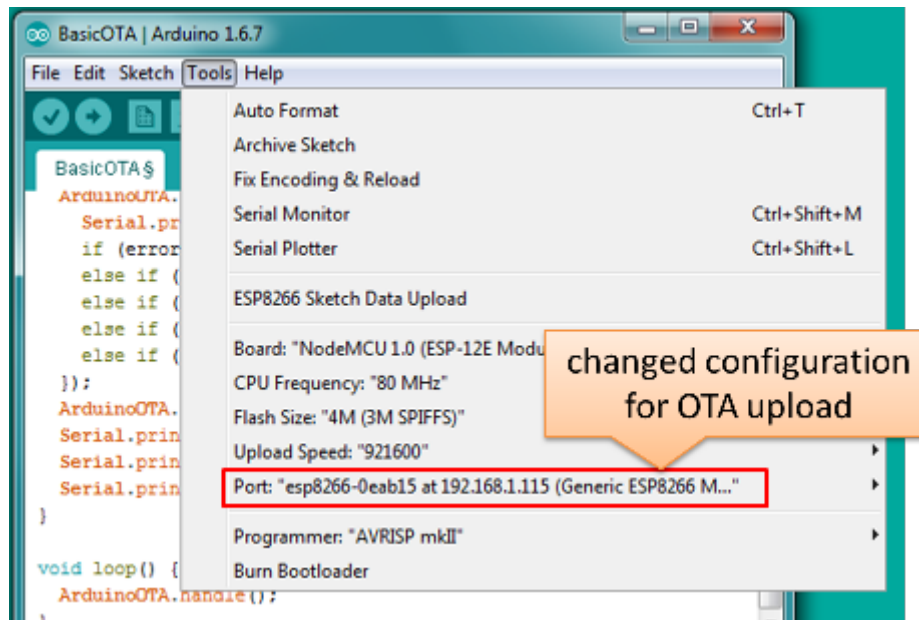 BasicOTA | Arduino 1.6.7
File Edit Sketch Tools Help
BasicOTA§
ArduinoOTA.
Serial.pr
if (error
else if (
else if (
else if (
else if (
});
ArduinoOTA.
Serial.prin
Serial.prin
Serial.prin
}
void loop() {
ArduinoOTA.handle();
Auto Format Ctrl+T
Archive Sketch
Fix Encoding & Reload
Serial Monitor Ctrl+Shift+M
Serial Plotter Ctrl+Shift+L
ESP8266 Sketch Data Upload
Board: "NodeMCU 1.0 (ESP-12E Modu
CPU Frequency: "80 MHz"
Flash Size: "4M (3M SPIFFS)"
Upload Speed: "921600"
Port: "esp8266-0eab15 at 192.168.1.115 (Generic ESP8266 M..."
Programmer: "AVRISP mkII"
Burn Bootloader
changed configuration
for OTA upload